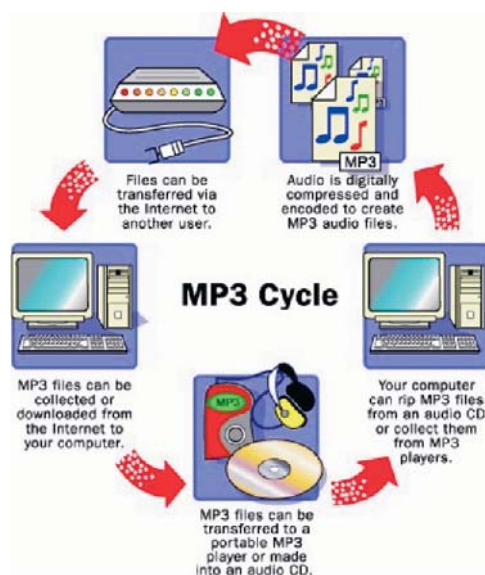 MP3
Files can be
transferred via
the Internet to
another user.
Audio is digitally
compressed and
encoded to create
MP3 audio files.
MP3 Cycle
MP3 files can be
collected or
downloaded from
the Internet to
your computer.
MP3
Your computer
can rip MP3 files
from an audio CD
or collect them
from MP3
players.
MP3 files can be
transferred to a
portable MP3
player or made
into an audio CD.